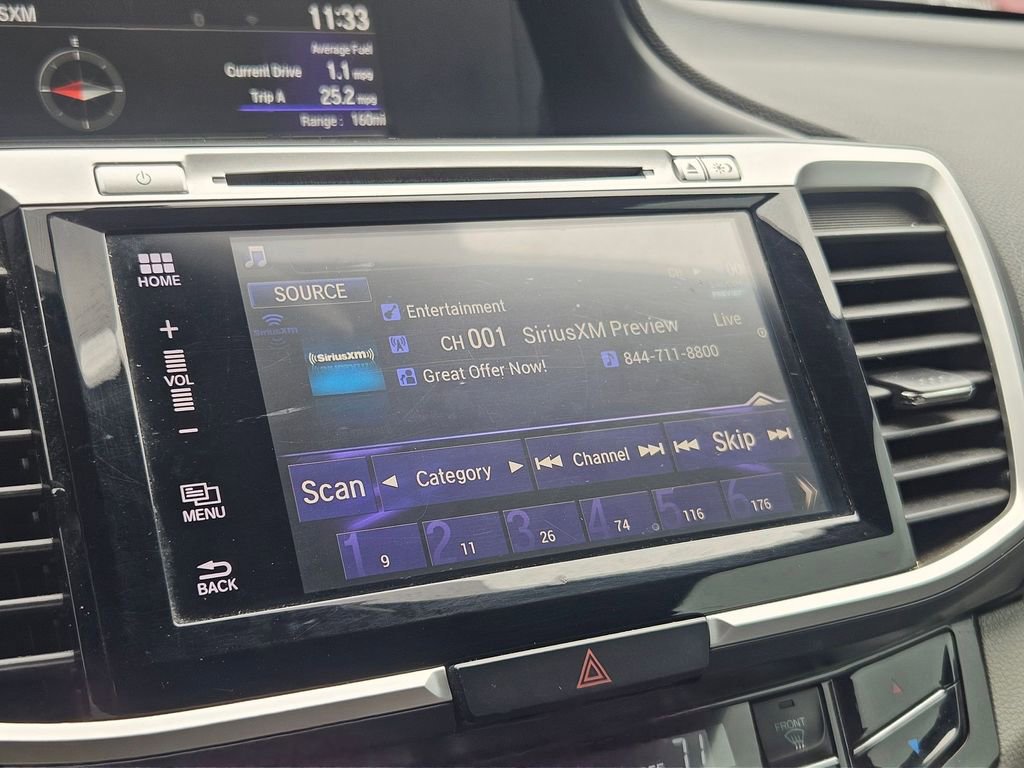 SXM
11:33
E
Average Fuel
Current Drive 1.1 mpg
Trip A 25.2 mpg
Range : 160mi
HOME
SOURCE
Entertainment
SiriusXM
((SiriusXM))
CH 001 SiriusXM Preview Live
Great Offer Now! 844-711-8800
+
VOL
-
Scan Category Channel Skip
MENU
1 9 2 11 3 26 4 74 5 116 6 176
BACK
FRONT
71